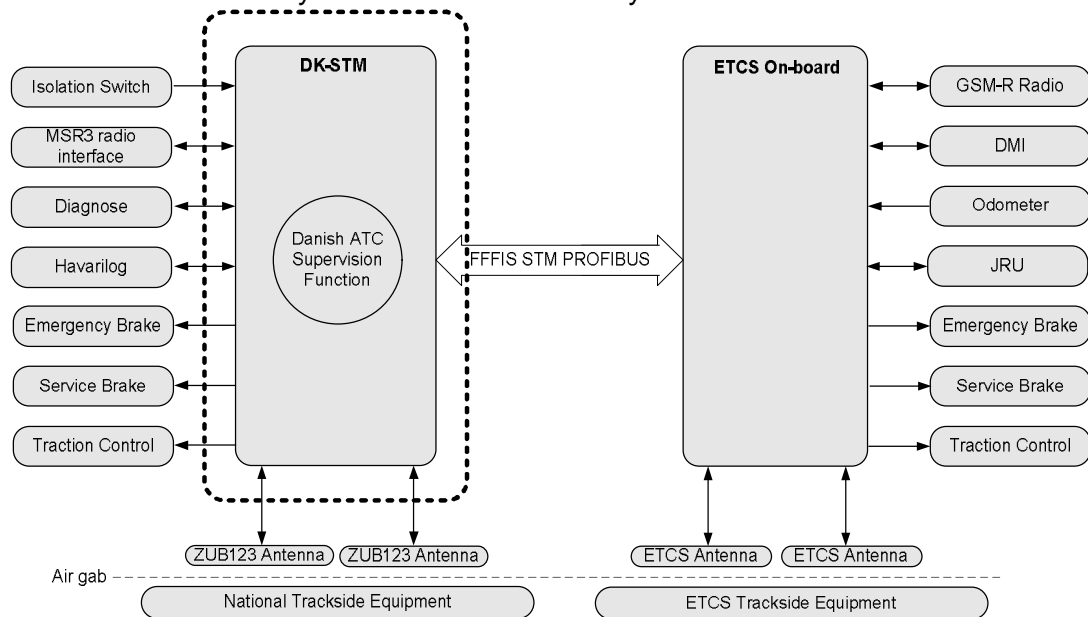 DK-STM
ETCS On-board
Isolation Switch
MSR3 radio
interface
Diagnose
Havarilog
Emergency Brake
Service Brake
Traction Control
Danish ATC
Supervision
Function
FFFIS STM PROFIBUS
GSM-R Radio
DMI
Odometer
JRU
Emergency Brake
Service Brake
Traction Control
ZUB123 Antenna
ZUB123 Antenna
ETCS Antenna
ETCS Antenna
Air gab
National Trackside Equipment
ETCS Trackside Equipment